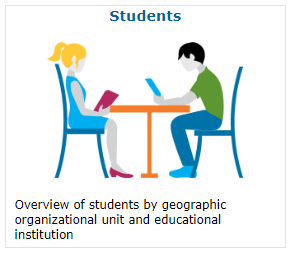 Students
Overview of students by geographic
organizational unit and educational
institution